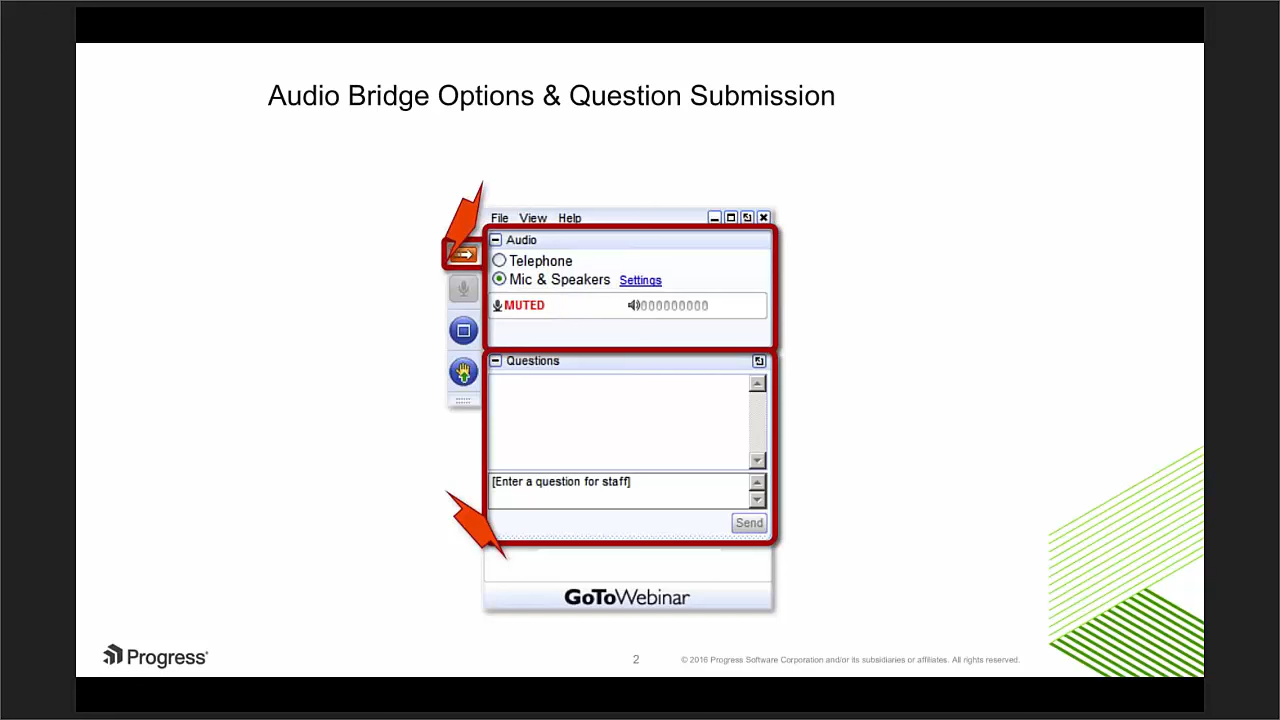 Audio Bridge Options & Question Submission
File View Help
Audio
Telephone
Mic & Speakers Settings
MUTED
Questions
[Enter a question for staff]
Send
GoToWebinar
Progress
2
© 2016 Progress Software Corporation and/or its subsidiaries or affiliates. All rights reserved.